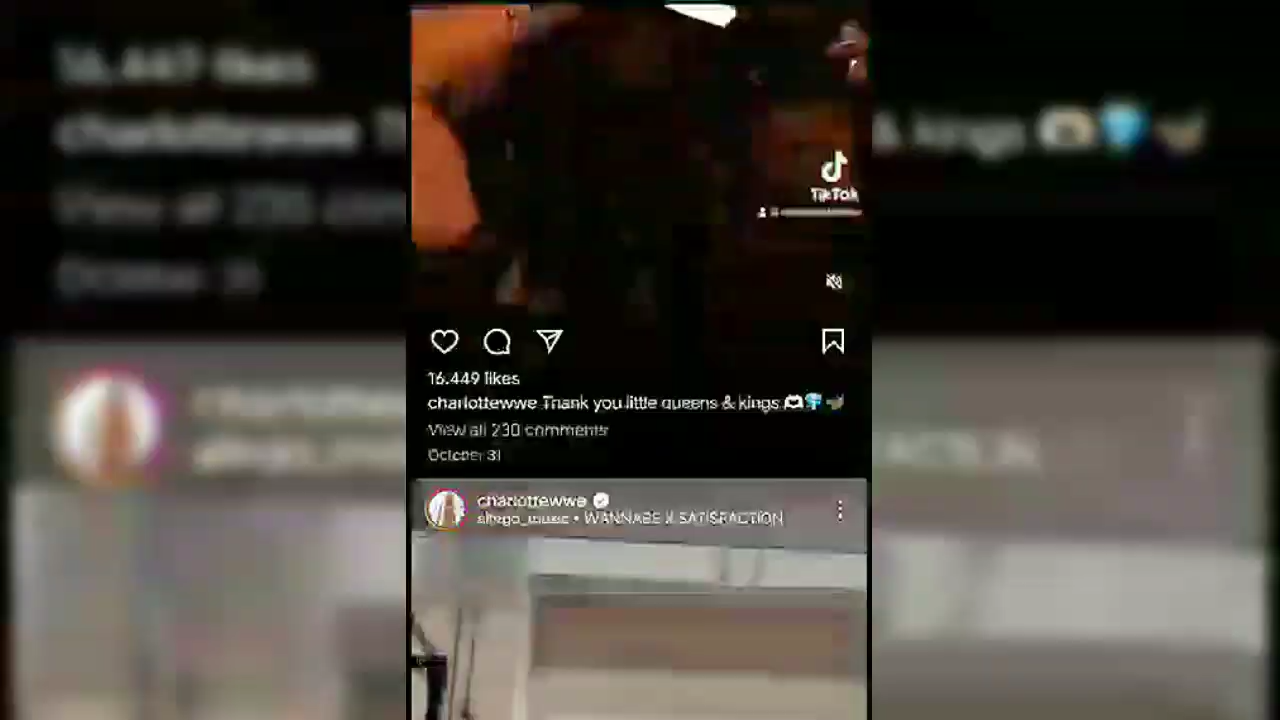 TikTok
16.449 likes
charlottewwe Thank you little queens & kings 🫶💎🦋
View all 230 comments
October 31
charlottewwe
altego_music • WANNABE X SATISFACTION